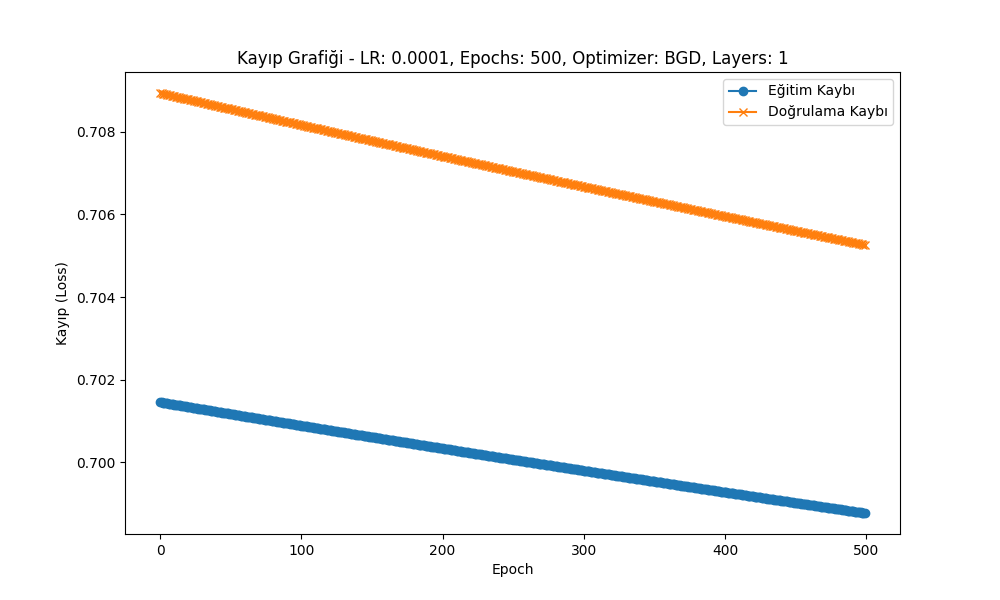 Kayıp Grafiği - LR: 0.0001, Epochs: 500, Optimizer: BGD, Layers: 1
Eğitim Kaybı
Doğrulama Kaybı
Kayıp (Loss)
0.708
0.706
0.704
0.702
0.700
0 100 200 300 400 500
Epoch